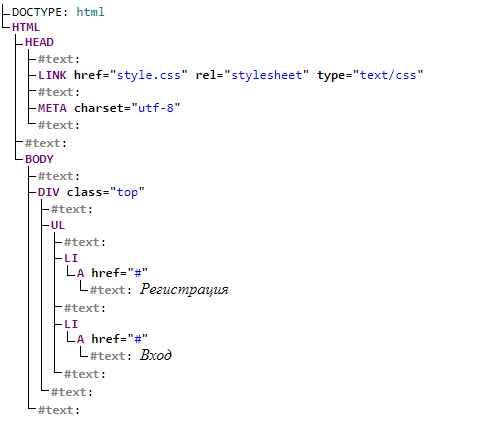 DOCTYPE: html
HTML
HEAD
#text:
LINK href="style.css" rel="stylesheet" type="text/css"
#text:
META charset="utf-8"
#text:
#text:
BODY
#text:
DIV class="top"
#text:
UL
#text:
LI
A href="#"
#text: Регистрация
#text:
LI
A href="#"
#text: Вход
#text:
#text:
#text: